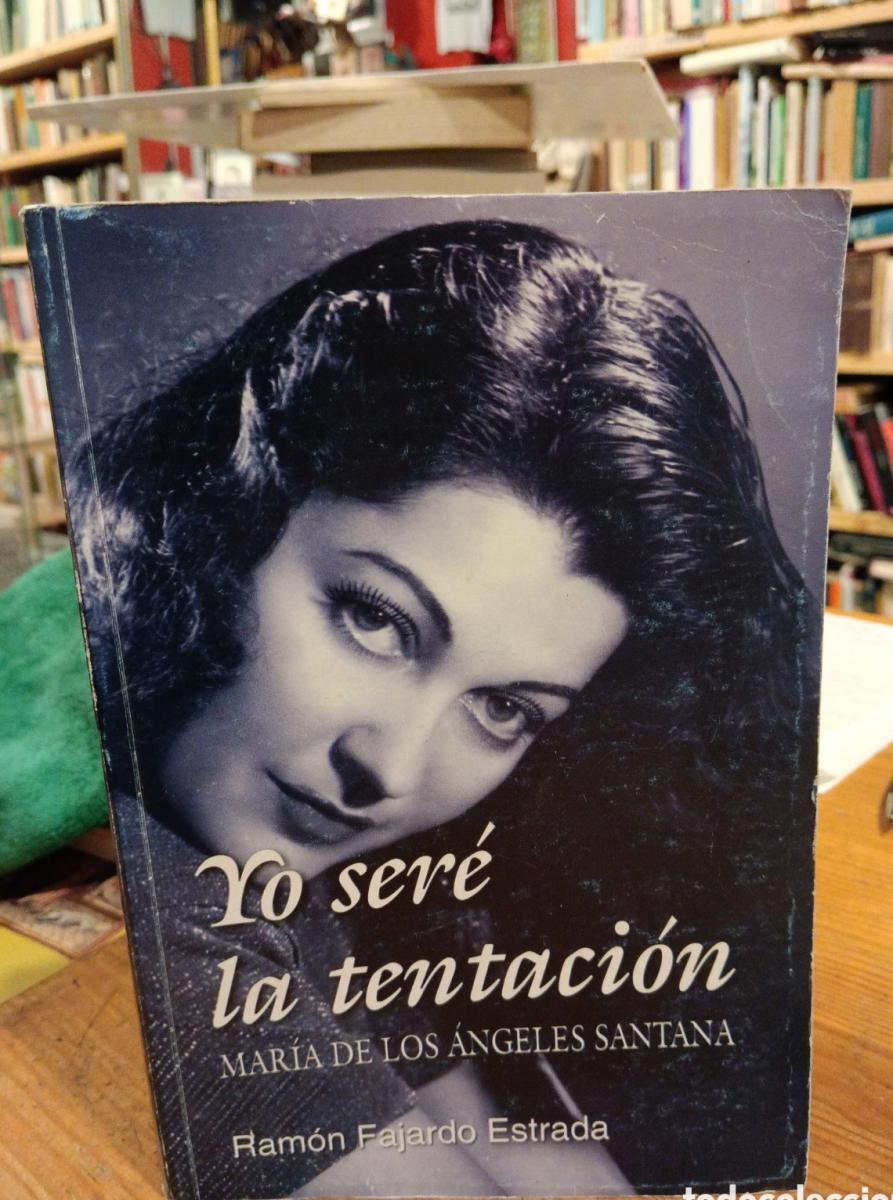 Yo seré
la tentación
MARÍA DE LOS ÁNGELES SANTANA
Ramón Fajardo Estrada